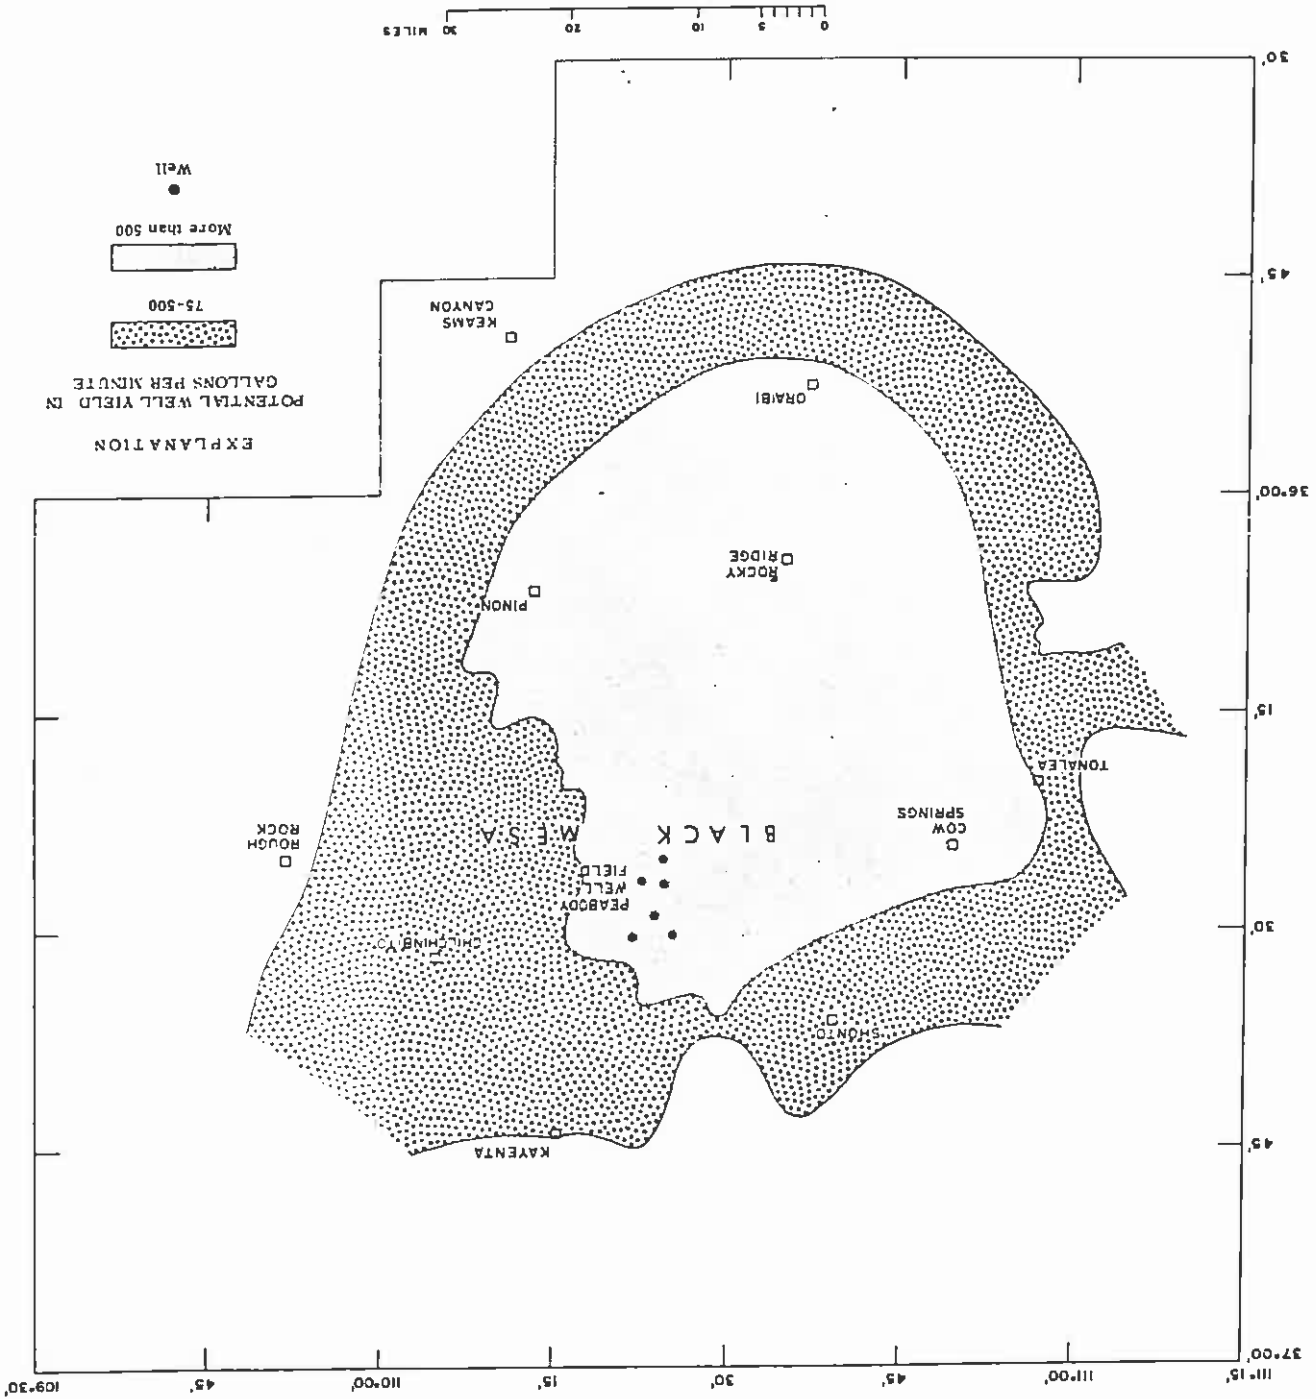 111°15'
111°00'
45'
30'
15'
110°00'
45'
109°30'
37°00'
45'
30'
15'
36°00'
45'
30'
KAYENTA
SHONTO
CHILCHINBITO
PEABODY
WELL
FIELD
ROUGH
ROCK
COW
SPRINGS
BLACK MESA
TONALEA
PINON
ROCKY
RIDGE
ORAIBI
KEAMS
CANYON
EXPLANATION
POTENTIAL WELL YIELD IN
GALLONS PER MINUTE
75-500
More than 500
Well
0 5 10 20 30 MILES